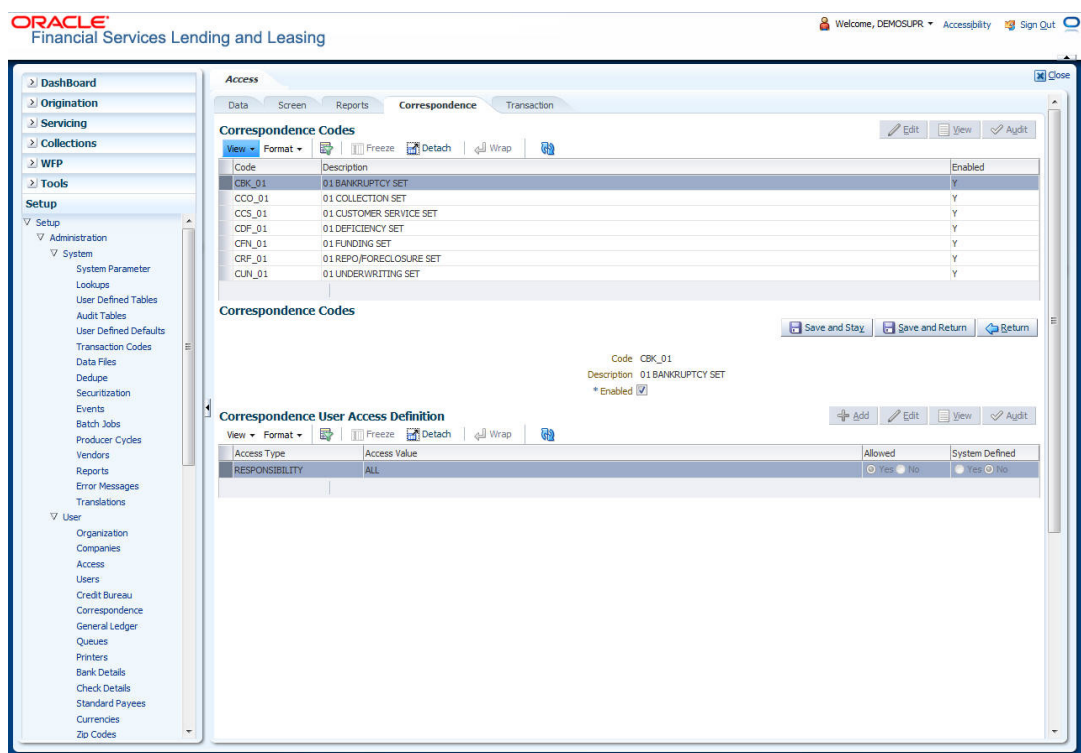 ORACLE
Financial Services Lending and Leasing
Welcome, DEMOSUPR Accessibility Sign Out
DashBoard
Origination
Servicing
Collections
WFP
Tools
Setup
Setup
Administration
System
System Parameter
Lookups
User Defined Tables
Audit Tables
User Defined Defaults
Transaction Codes
Data Files
Dedupe
Securitization
Events
Batch Jobs
Producer Cycles
Vendors
Reports
Error Messages
Translations
User
Organization
Companies
Access
Users
Credit Bureau
Correspondence
General Ledger
Queues
Printers
Bank Details
Check Details
Standard Payees
Currencies
Zip Codes
Access
Close
Data Screen Reports Correspondence Transaction
Correspondence Codes
Edit View Audit
View Format Freeze Detach Wrap
Code Description Enabled
CBK_01 01 BANKRUPTCY SET Y
CCO_01 01 COLLECTION SET Y
CCS_01 01 CUSTOMER SERVICE SET Y
CDF_01 01 DEFICIENCY SET Y
CFN_01 01 FUNDING SET Y
CRF_01 01 REPO/FORECLOSURE SET Y
CUN_01 01 UNDERWRITING SET Y
Correspondence Codes
Save and Stay Save and Return Return
Code CBK_01
Description 01 BANKRUPTCY SET
* Enabled
Correspondence User Access Definition
Add Edit View Audit
View Format Freeze Detach Wrap
Access Type Access Value Allowed System Defined
RESPONSIBILITY ALL Yes No Yes No